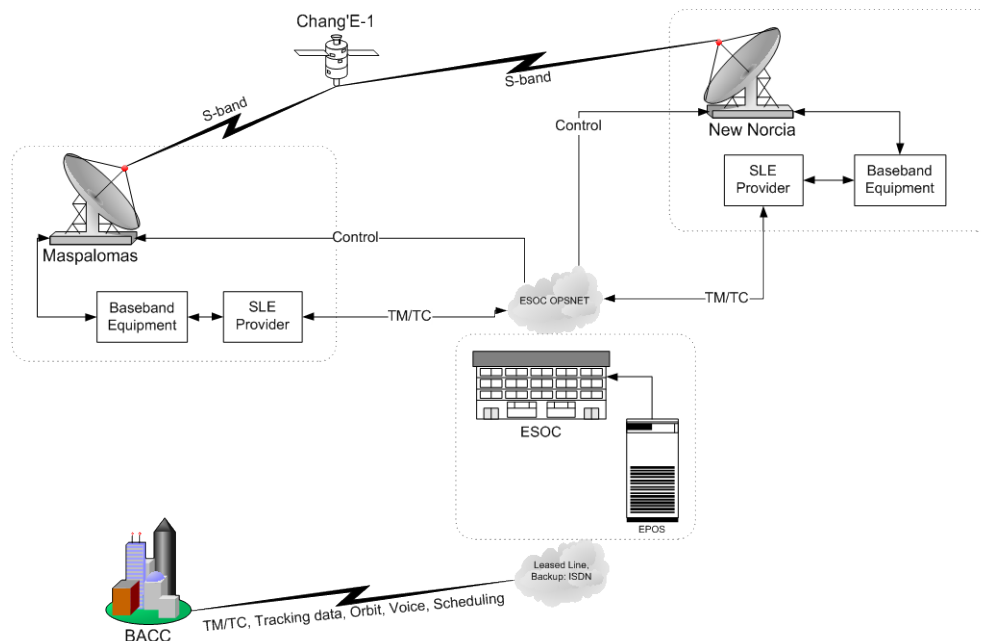 Chang'E-1
S-band
S-band
Control
New Norcia
SLE
Provider
Baseband
Equipment
Maspalomas
Control
ESOC OPSNET
TM/TC
Baseband
Equipment
SLE
Provider
TM/TC
ESOC
EPOS
Leased Line,
Backup: ISDN
TM/TC, Tracking data, Orbit, Voice, Scheduling
BACC